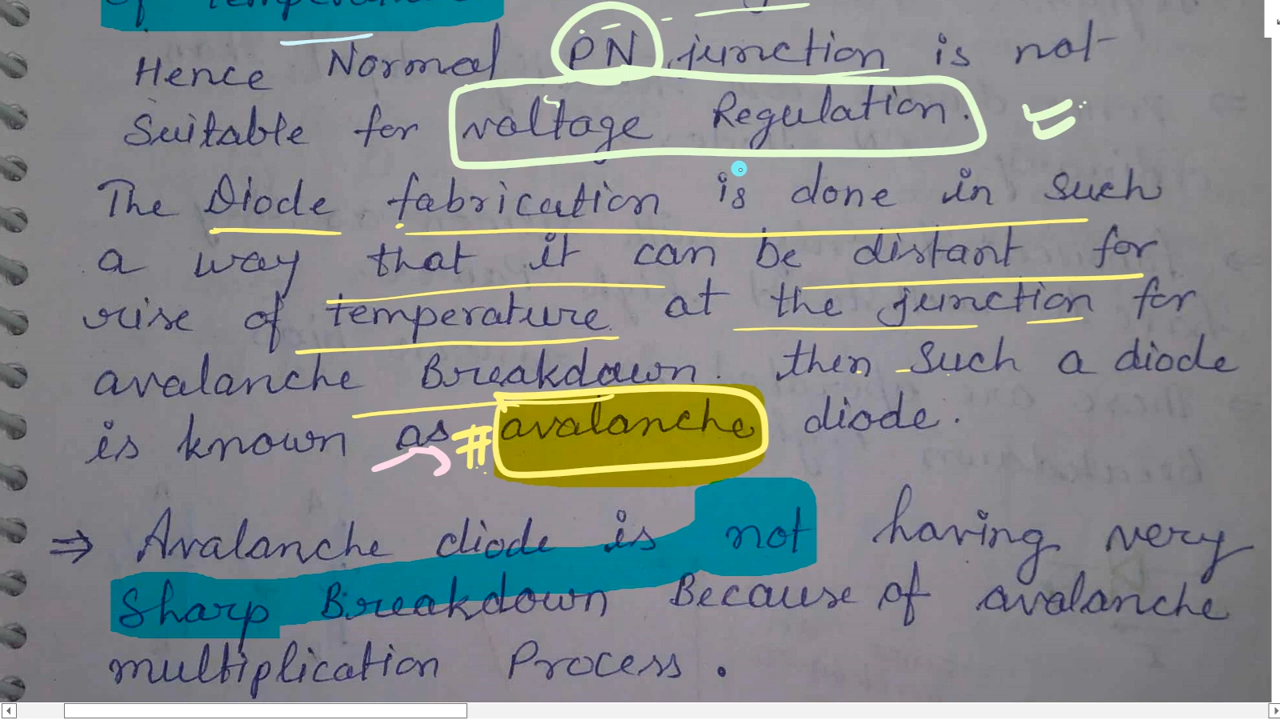 of temperature
Hence Normal PN junction is not
Suitable for voltage Regulation.
The Diode fabrication is done in such
a way that it can be distant for
rise of temperature at the junction for
avalanche Breakdown. then such a diode
is known as # avalanche diode.
⇒ Avalanche diode is not having very
Sharp Breakdown Because of avalanche
multiplication Process.